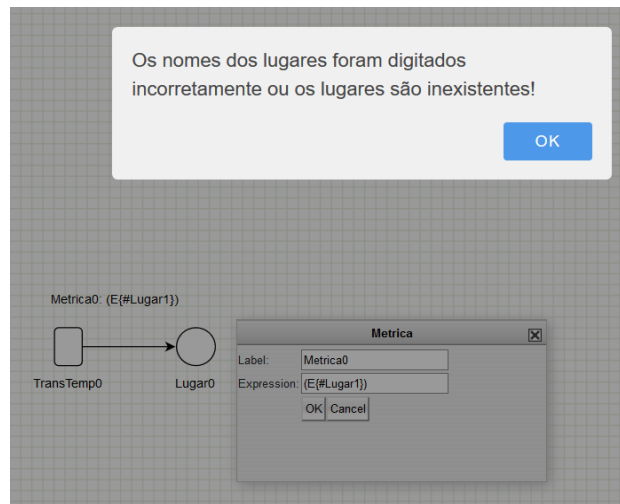 Os nomes dos lugares foram digitados
incorretamente ou os lugares são inexistentes!
OK
Metrica0: (E{#Lugar1})
TransTemp0
Lugar0
Metrica
Label: Metrica0
Expression: (E{#Lugar1})
OK Cancel